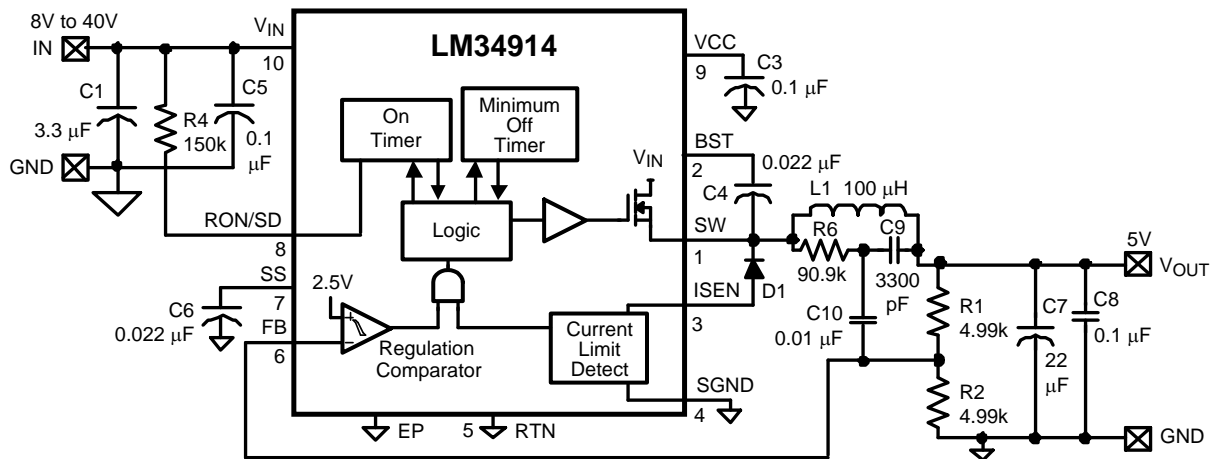 8V to 40V
IN
VIN
10
LM34914
VCC
9
C3
0.1 µF
C1
3.3 µF
R4
150k
C5
0.1
µF
GND
On
Timer
Minimum
Off
Timer
VIN
BST
2
0.022 µF
C4
L1 100 µH
RON/SD
8
Logic
SW
1
R6
90.9k
C9
3300
pF
5V
VOUT
SS
7
2.5V
C6
0.022 µF
FB
6
+
−
Regulation
Comparator
Current
Limit
Detect
ISEN
3
D1
C10
0.01 µF
R1
4.99k
C7
22
µF
C8
0.1 µF
R2
4.99k
SGND
4
EP
5
RTN
GND